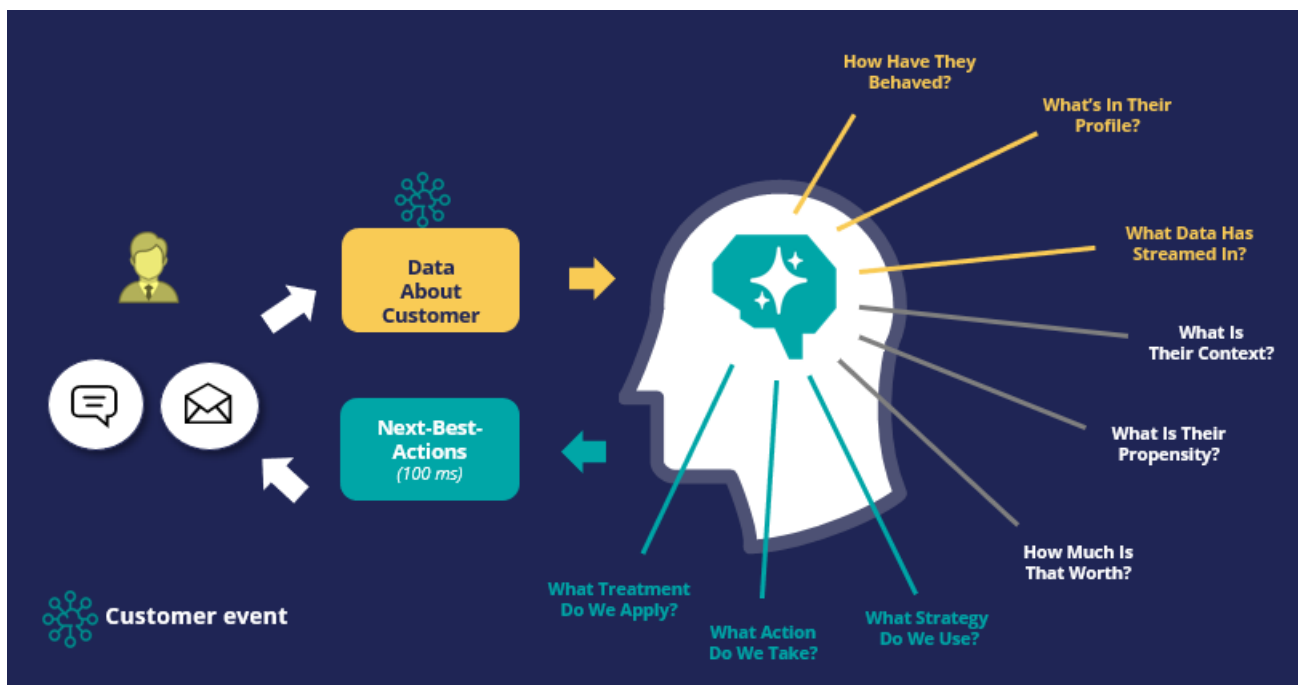 How Have They
Behaved?
What's In Their
Profile?
What Data Has
Streamed In?
Data
About
Customer
What Is
Their Context?
Next-Best-
Actions
(100 ms)
What Is Their
Propensity?
How Much Is
That Worth?
What Treatment
Do We Apply?
What Action
Do We Take?
What Strategy
Do We Use?
Customer event